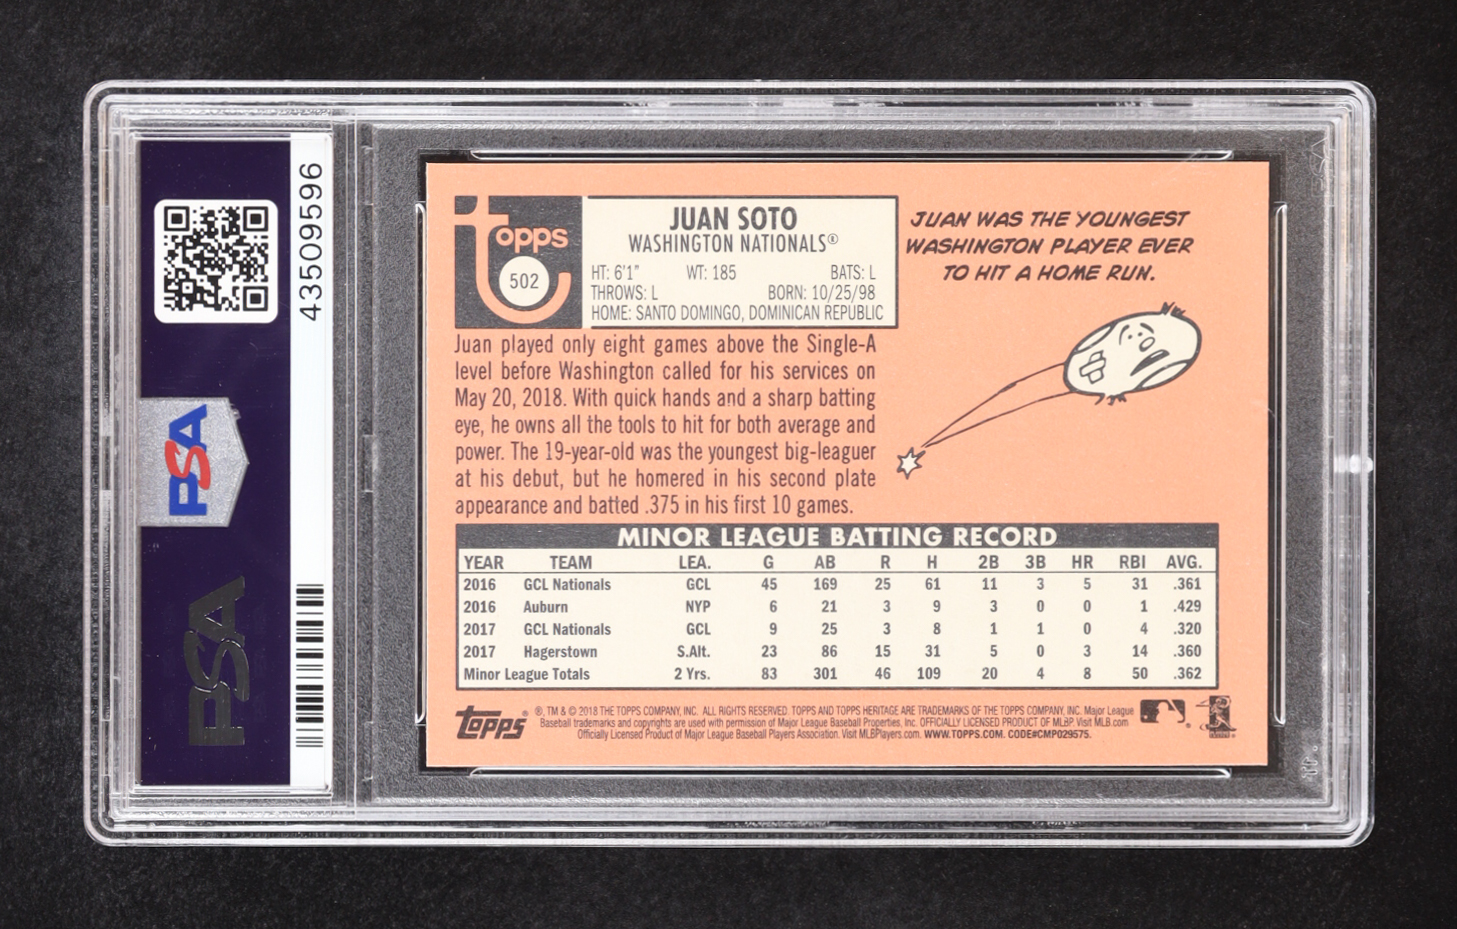 43509596
PSA
PSA
topps
502
JUAN SOTO
WASHINGTON NATIONALS®
HT: 6'1" WT: 185 BATS: L
THROWS: L BORN: 10/25/98
HOME: SANTO DOMINGO, DOMINICAN REPUBLIC
JUAN WAS THE YOUNGEST
WASHINGTON PLAYER EVER
TO HIT A HOME RUN.
Juan played only eight games above the Single-A
level before Washington called for his services on
May 20, 2018. With quick hands and a sharp batting
eye, he owns all the tools to hit for both average and
power. The 19-year-old was the youngest big-leaguer
at his debut, but he homered in his second plate
appearance and batted .375 in his first 10 games.
MINOR LEAGUE BATTING RECORD
YEAR TEAM LEA. G AB R H 2B 3B HR RBI AVG.
2016 GCL Nationals GCL 45 169 25 61 11 3 5 31 .361
2016 Auburn NYP 6 21 3 9 3 0 0 1 .429
2017 GCL Nationals GCL 9 25 3 8 1 1 0 4 .320
2017 Hagerstown S.Alt. 23 86 15 31 5 0 3 14 .360
Minor League Totals 2 Yrs. 83 301 46 109 20 4 8 50 .362
topps® ®, TM & © 2018 THE TOPPS COMPANY, INC. ALL RIGHTS RESERVED. TOPPS AND TOPPS HERITAGE ARE TRADEMARKS OF THE TOPPS COMPANY, INC. Major League
Baseball trademarks and copyrights are used with permission of Major League Baseball Properties, Inc. OFFICIALLY LICENSED PRODUCT OF MLBP. Visit MLB.com
Officially Licensed Product of Major League Baseball Players Association. Visit MLBPlayers.com. WWW.TOPPS.COM. CODE#CMP029575.